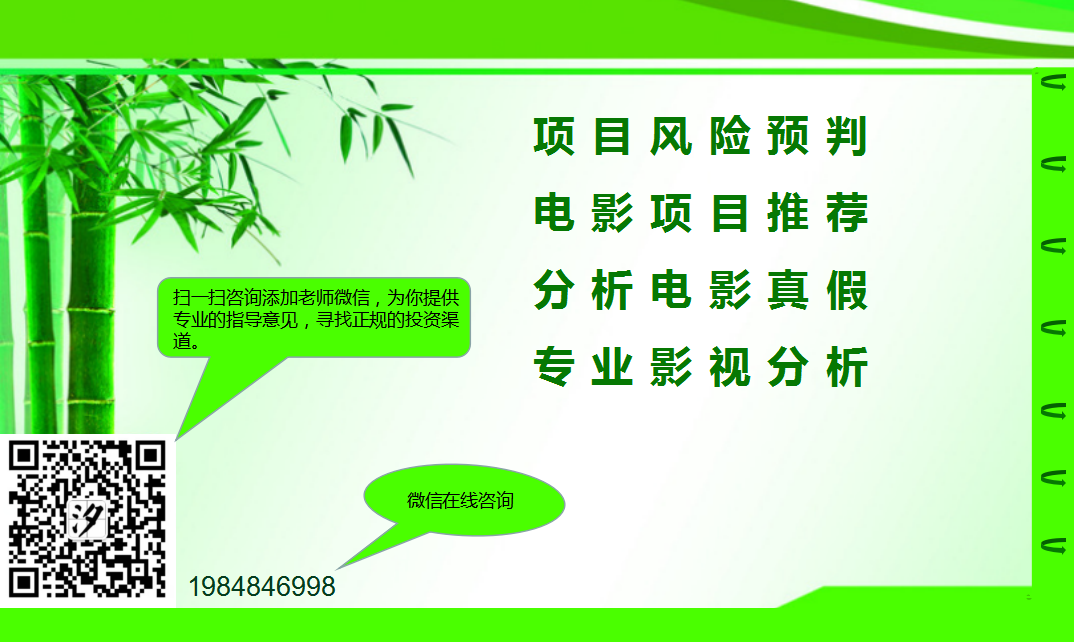 项目风险预判
电影项目推荐
分析电影真假
专业影视分析
扫一扫咨询添加老师微信，为你提供
专业的指导意见，寻找正规的投资渠
道。
汐
微信在线咨询
1984846998